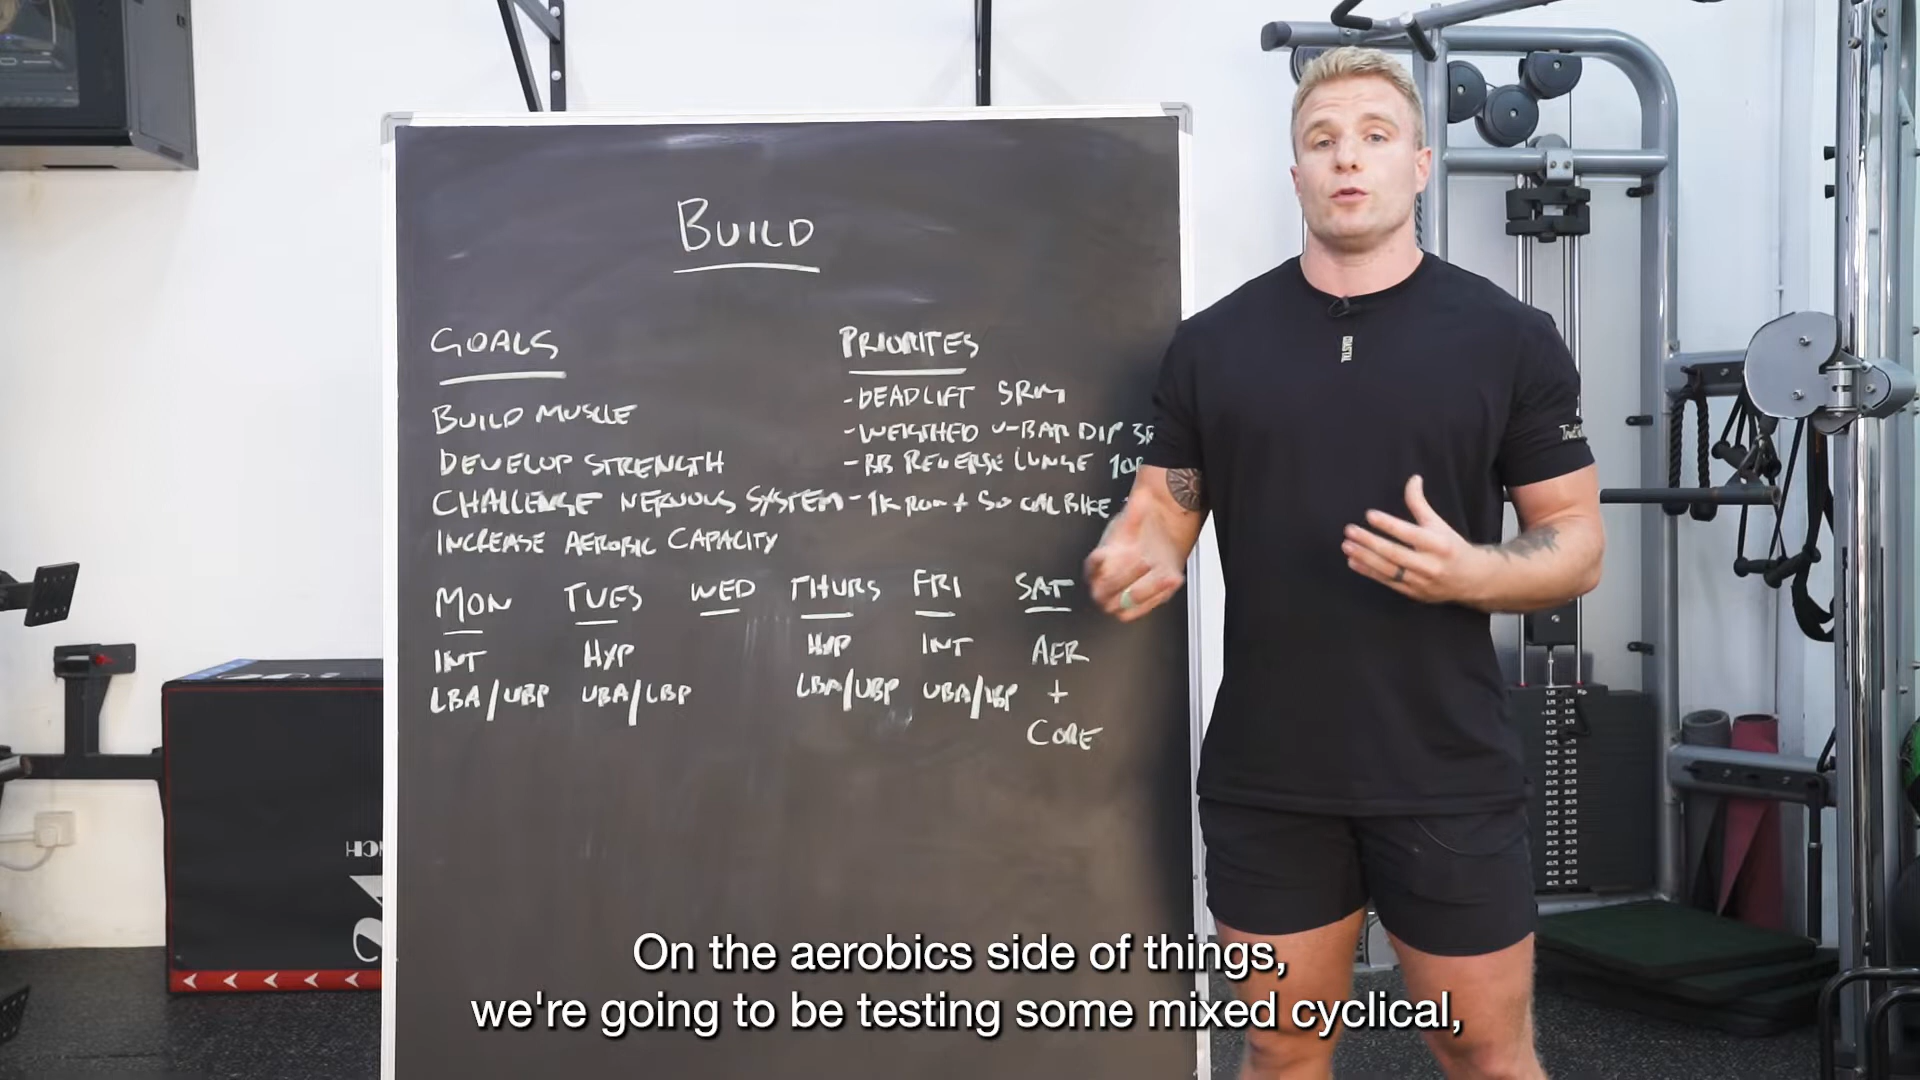 BUILD
GOALS
BUILD MUSCLE
DEVELOP STRENGTH
CHALLENGE NERVOUS SYSTEM
INCREASE AEROBIC CAPACITY
PRIORITES
- DEADLIFT 5RM
- WEIGHTED V-BAR DIP
- BB REVERSE LUNGE
- 1K RUN + 50 CAL BIKE
MON TUES WED THURS FRI SAT
INT HYP HYP INT AER
LBA/UBP UBA/LBP LBA/UBP UBA/LBP +
CORE
COASTAL
On the aerobics side of things,
we're going to be testing some mixed cyclical,